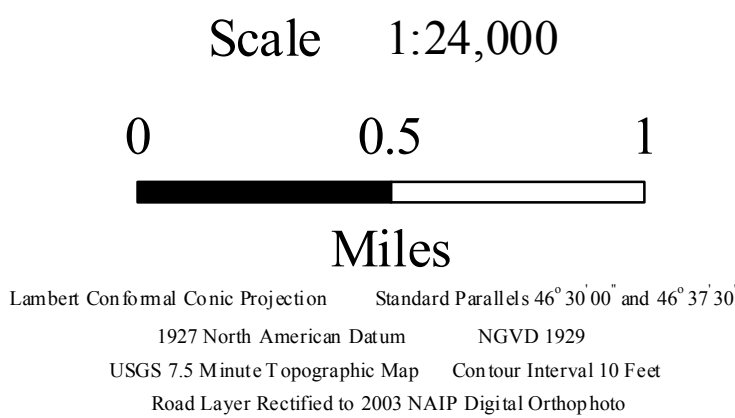 Scale 1:24,000
0 0.5 1
Miles
Lambert Conformal Conic Projection Standard Parallels 46° 30' 00" and 46° 37' 30'
1927 North American Datum NGVD 1929
USGS 7.5 Minute Topographic Map Contour Interval 10 Feet
Road Layer Rectified to 2003 NAIP Digital Orthophoto